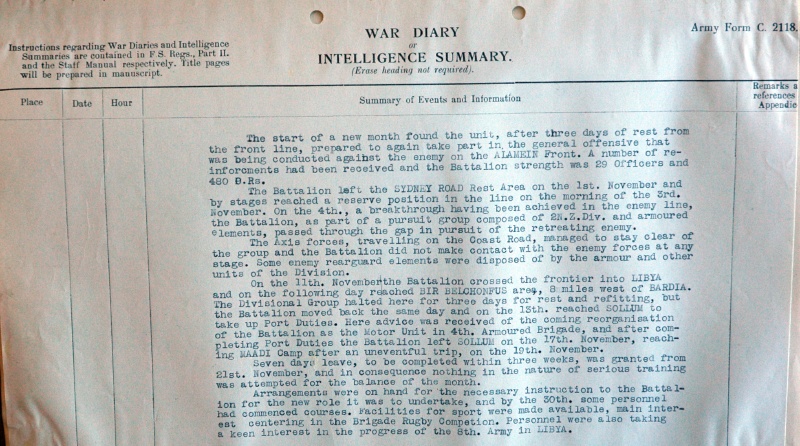 WAR DIARY
or
INTELLIGENCE SUMMARY.
(Erase heading not required).
Army Form C. 2118.
Instructions regarding War Diaries and Intelligence
Summaries are contained in F. S. Regs., Part II.
and the Staff Manual respectively. Title pages
will be prepared in manuscript.
Place Date Hour Summary of Events and Information
Remarks a
references
Appendic
The start of a new month found the unit, after three days of rest from
the front line, prepared to again take part in the general offensive that
was being conducted against the enemy on the ALAMEIN Front. A number of re-
inforcments had been received and the Battalion strength was 29 Officers and
480 O.Rs.
The Battalion left the SYDNEY ROAD Rest Area on the 1st. November and
by stages reached a reserve position in the line on the morning of the 3rd.
November. On the 4th., a breakthrough having been achieved in the enemy line,
the Battalion, as part of a pursuit group composed of 2N.Z.Div. and armoured
elements, passed through the gap in pursuit of the retreating enemy.
The Axis forces, travelling on the Coast Road, managed to stay clear of
the group and the Battalion did not make contact with the enemy forces at any
stage. Some enemy rearguard elements were disposed of by the armour and other
units of the Division.
On the 11th. Novemberthe Battalion crossed the frontier into LIBYA
and on the following day reached BIR BELCHONFUS area, 8 miles west of BARDIA.
The Divisional Group halted here for three days for rest and refitting, but
the Battalion moved back the same day and on the 13th. reached SOLLUM to
take up Port Duties. Here advice was received of the coming reorganisation
of the Battalion as the Motor Unit in 4th. Armoured Brigade, and after com-
pleting Port Duties the Battalion left SOLLUM on the 17th. November, reach-
ing MAADI Camp after an uneventful trip, on the 19th. November.
Seven days leave, to be completed within three weeks, was granted from
21st. November, and in consequence nothing in the nature of serious training
was attempted for the balance of the month.
Arrangements were on hand for the necessary instruction to the Battal-
ion for the new role it was to undertake, and by the 30th. some personnel
had commenced courses. Facilities for sport were made available, main inter-
est centering in the Brigade Rugby Competion. Personnel were also taking
a keen interest in the progress of the 8th. Army in LIBYA.